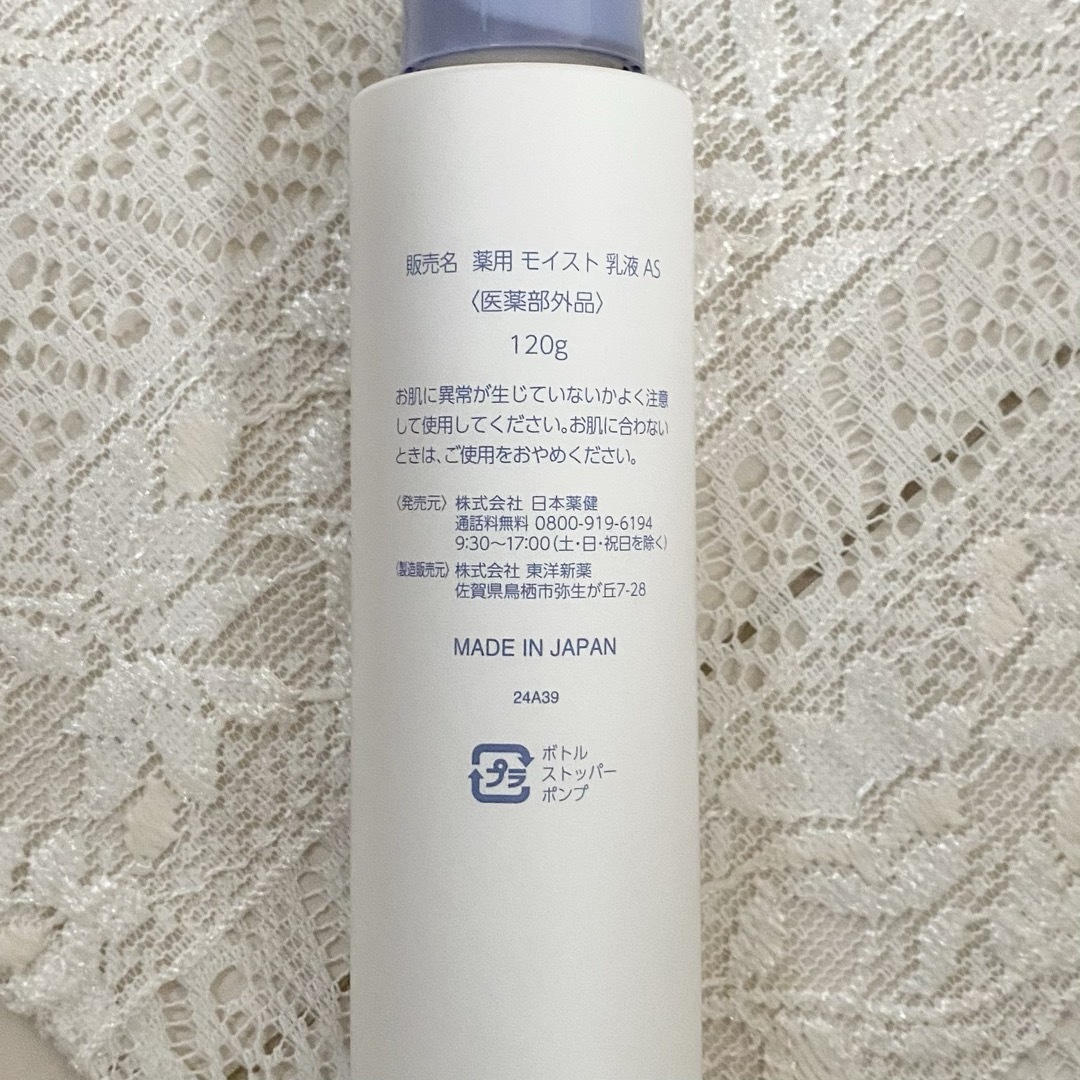 販売名 薬用 モイスト 乳液 AS
〈医薬部外品〉
120g
お肌に異常が生じていないかよく注意
して使用してください。お肌に合わない
ときは、ご使用をおやめください。
〈発売元〉 株式会社 日本薬健
通話料無料 0800-919-6194
9:30〜17:00（土・日・祝日を除く）
〈製造販売元〉 株式会社 東洋新薬
佐賀県鳥栖市弥生が丘7-28
MADE IN JAPAN
24A39
プラ
ボトル
ストッパー
ポンプ